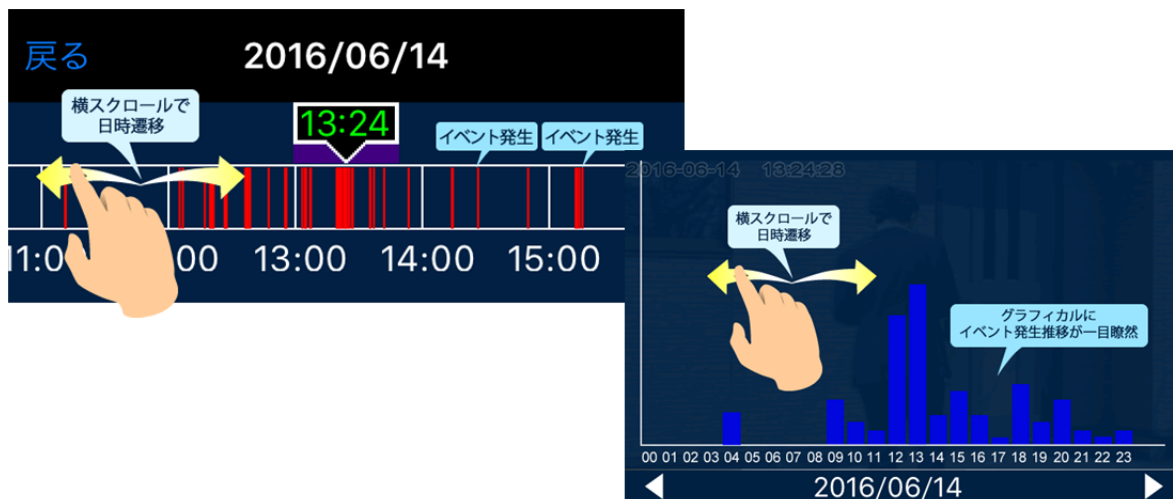 戻る
2016/06/14
横スクロールで
日時遷移
13:24
イベント発生
イベント発生
13:00
14:00
15:00
2016-06-14 13:24:28
横スクロールで
日時遷移
グラフィカルに
イベント発生推移が一目瞭然
00 01 02 03 04 05 06 07 08 09 10 11 12 13 14 15 16 17 18 19 20 21 22 23
2016/06/14